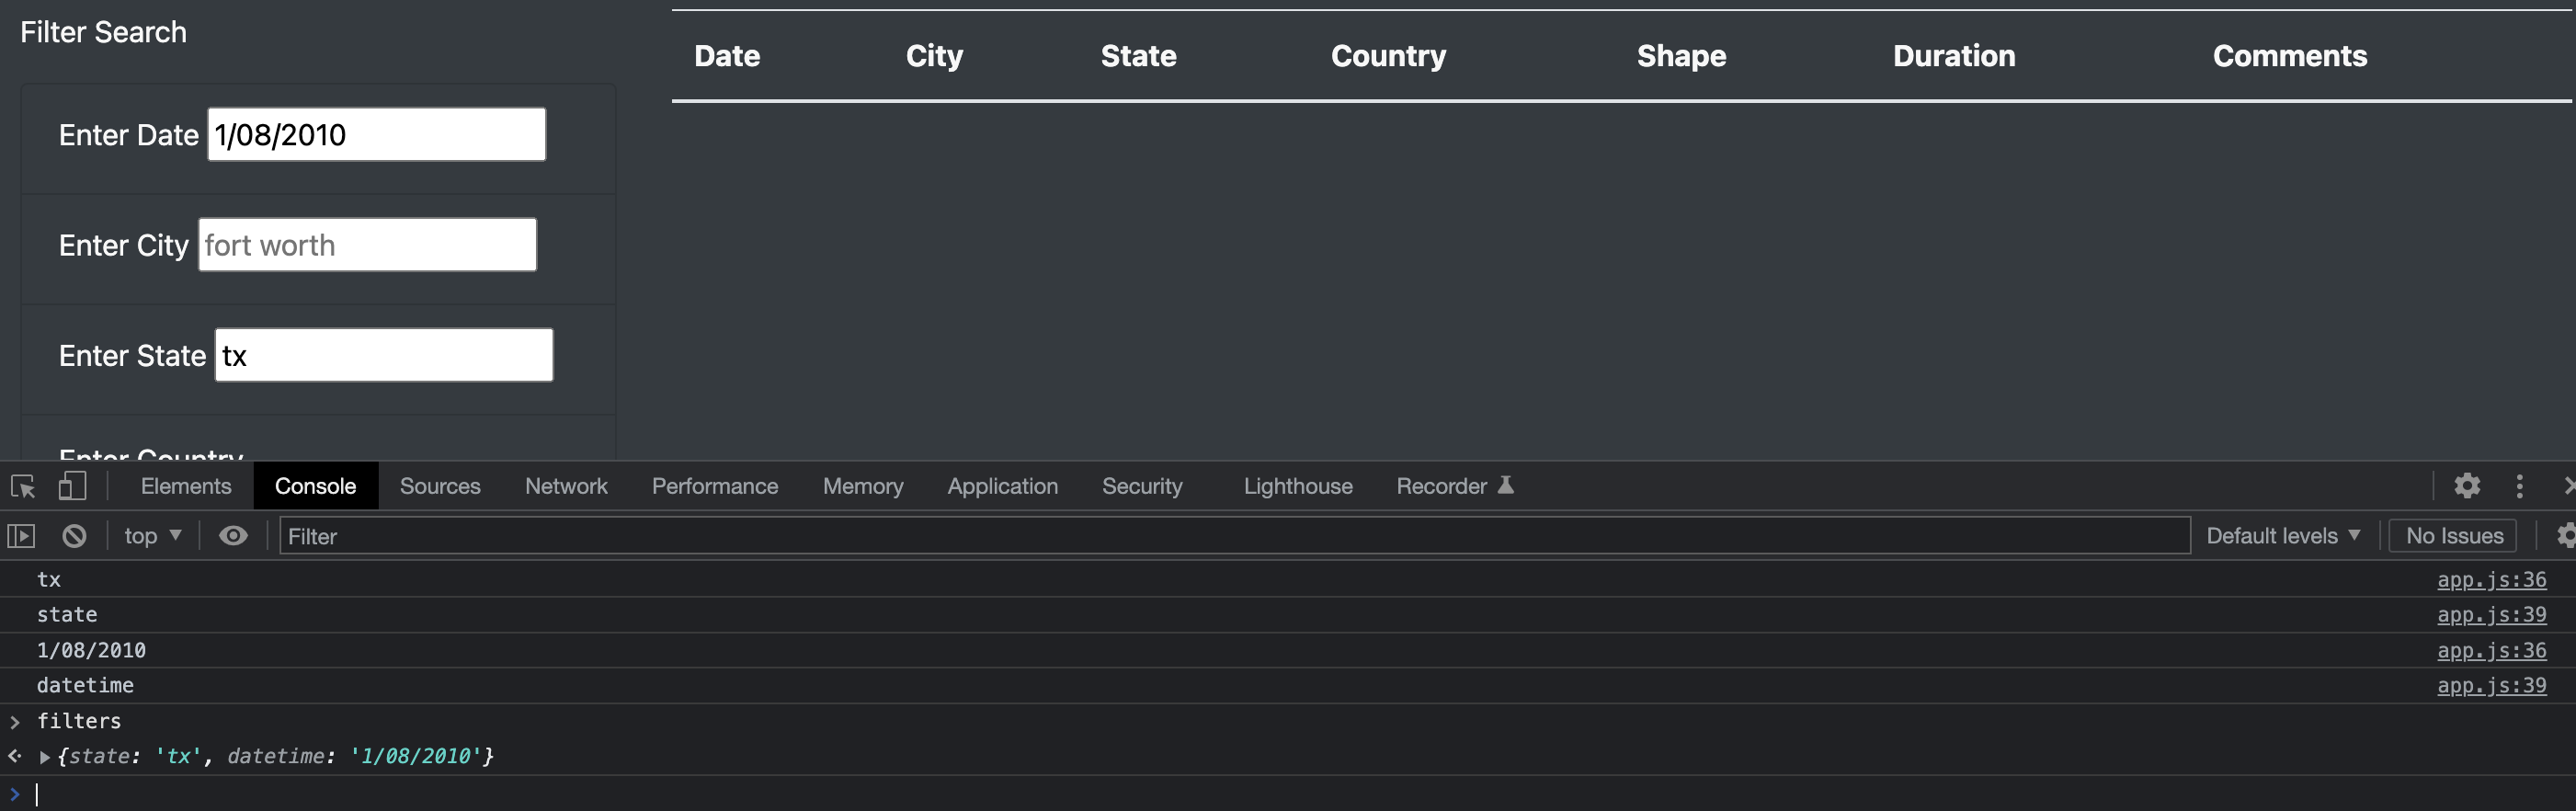 Filter Search
Date City State Country Shape Duration Comments
Enter Date 1/08/2010
Enter City fort worth
Enter State tx
Enter Country
Elements Console Sources Network Performance Memory Application Security Lighthouse Recorder
top ▼ Filter Default levels ▼ No Issues
tx app.js:36
state app.js:39
1/08/2010 app.js:36
datetime app.js:39
> filters
{state: 'tx', datetime: '1/08/2010'}